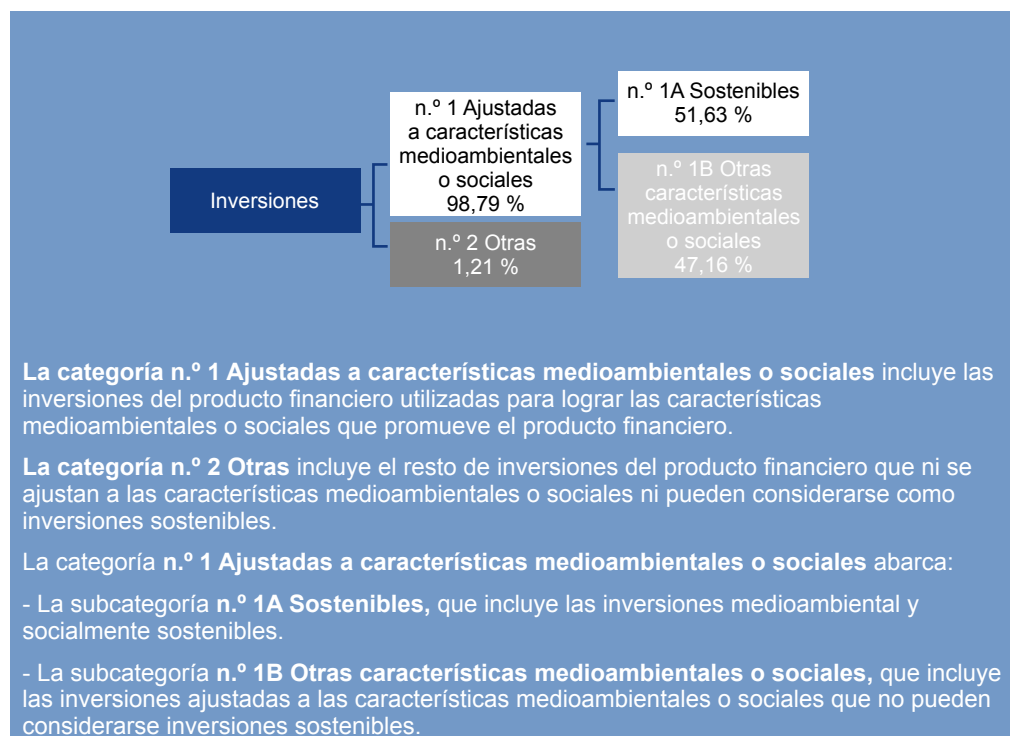 Inversiones
n.º 1 Ajustadas
a características
medioambientales
o sociales
98,79 %
n.º 2 Otras
1,21 %
n.º 1A Sostenibles
51,63 %
n.º 1B Otras
características
medioambientales
o sociales
47,16 %
La categoría n.º 1 Ajustadas a características medioambientales o sociales incluye las
inversiones del producto financiero utilizadas para lograr las características
medioambientales o sociales que promueve el producto financiero.
La categoría n.º 2 Otras incluye el resto de inversiones del producto financiero que ni se
ajustan a las características medioambientales o sociales ni pueden considerarse como
inversiones sostenibles.
La categoría n.º 1 Ajustadas a características medioambientales o sociales abarca:
- La subcategoría n.º 1A Sostenibles, que incluye las inversiones medioambiental y
socialmente sostenibles.
- La subcategoría n.º 1B Otras características medioambientales o sociales, que incluye
las inversiones ajustadas a las características medioambientales o sociales que no pueden
considerarse inversiones sostenibles.